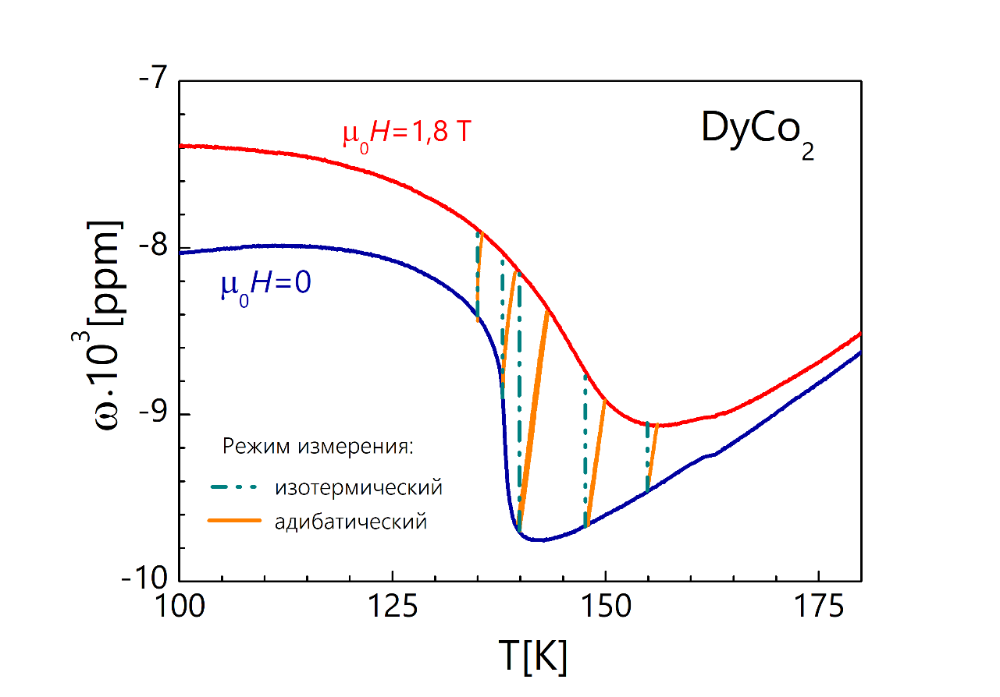 -7
-8
-9
-10
ω·10³[ppm]
μ₀H=1,8 T
DyCo₂
μ₀H=0
Режим измерения:
изотермический
адибатический
100 125 150 175
T[K]